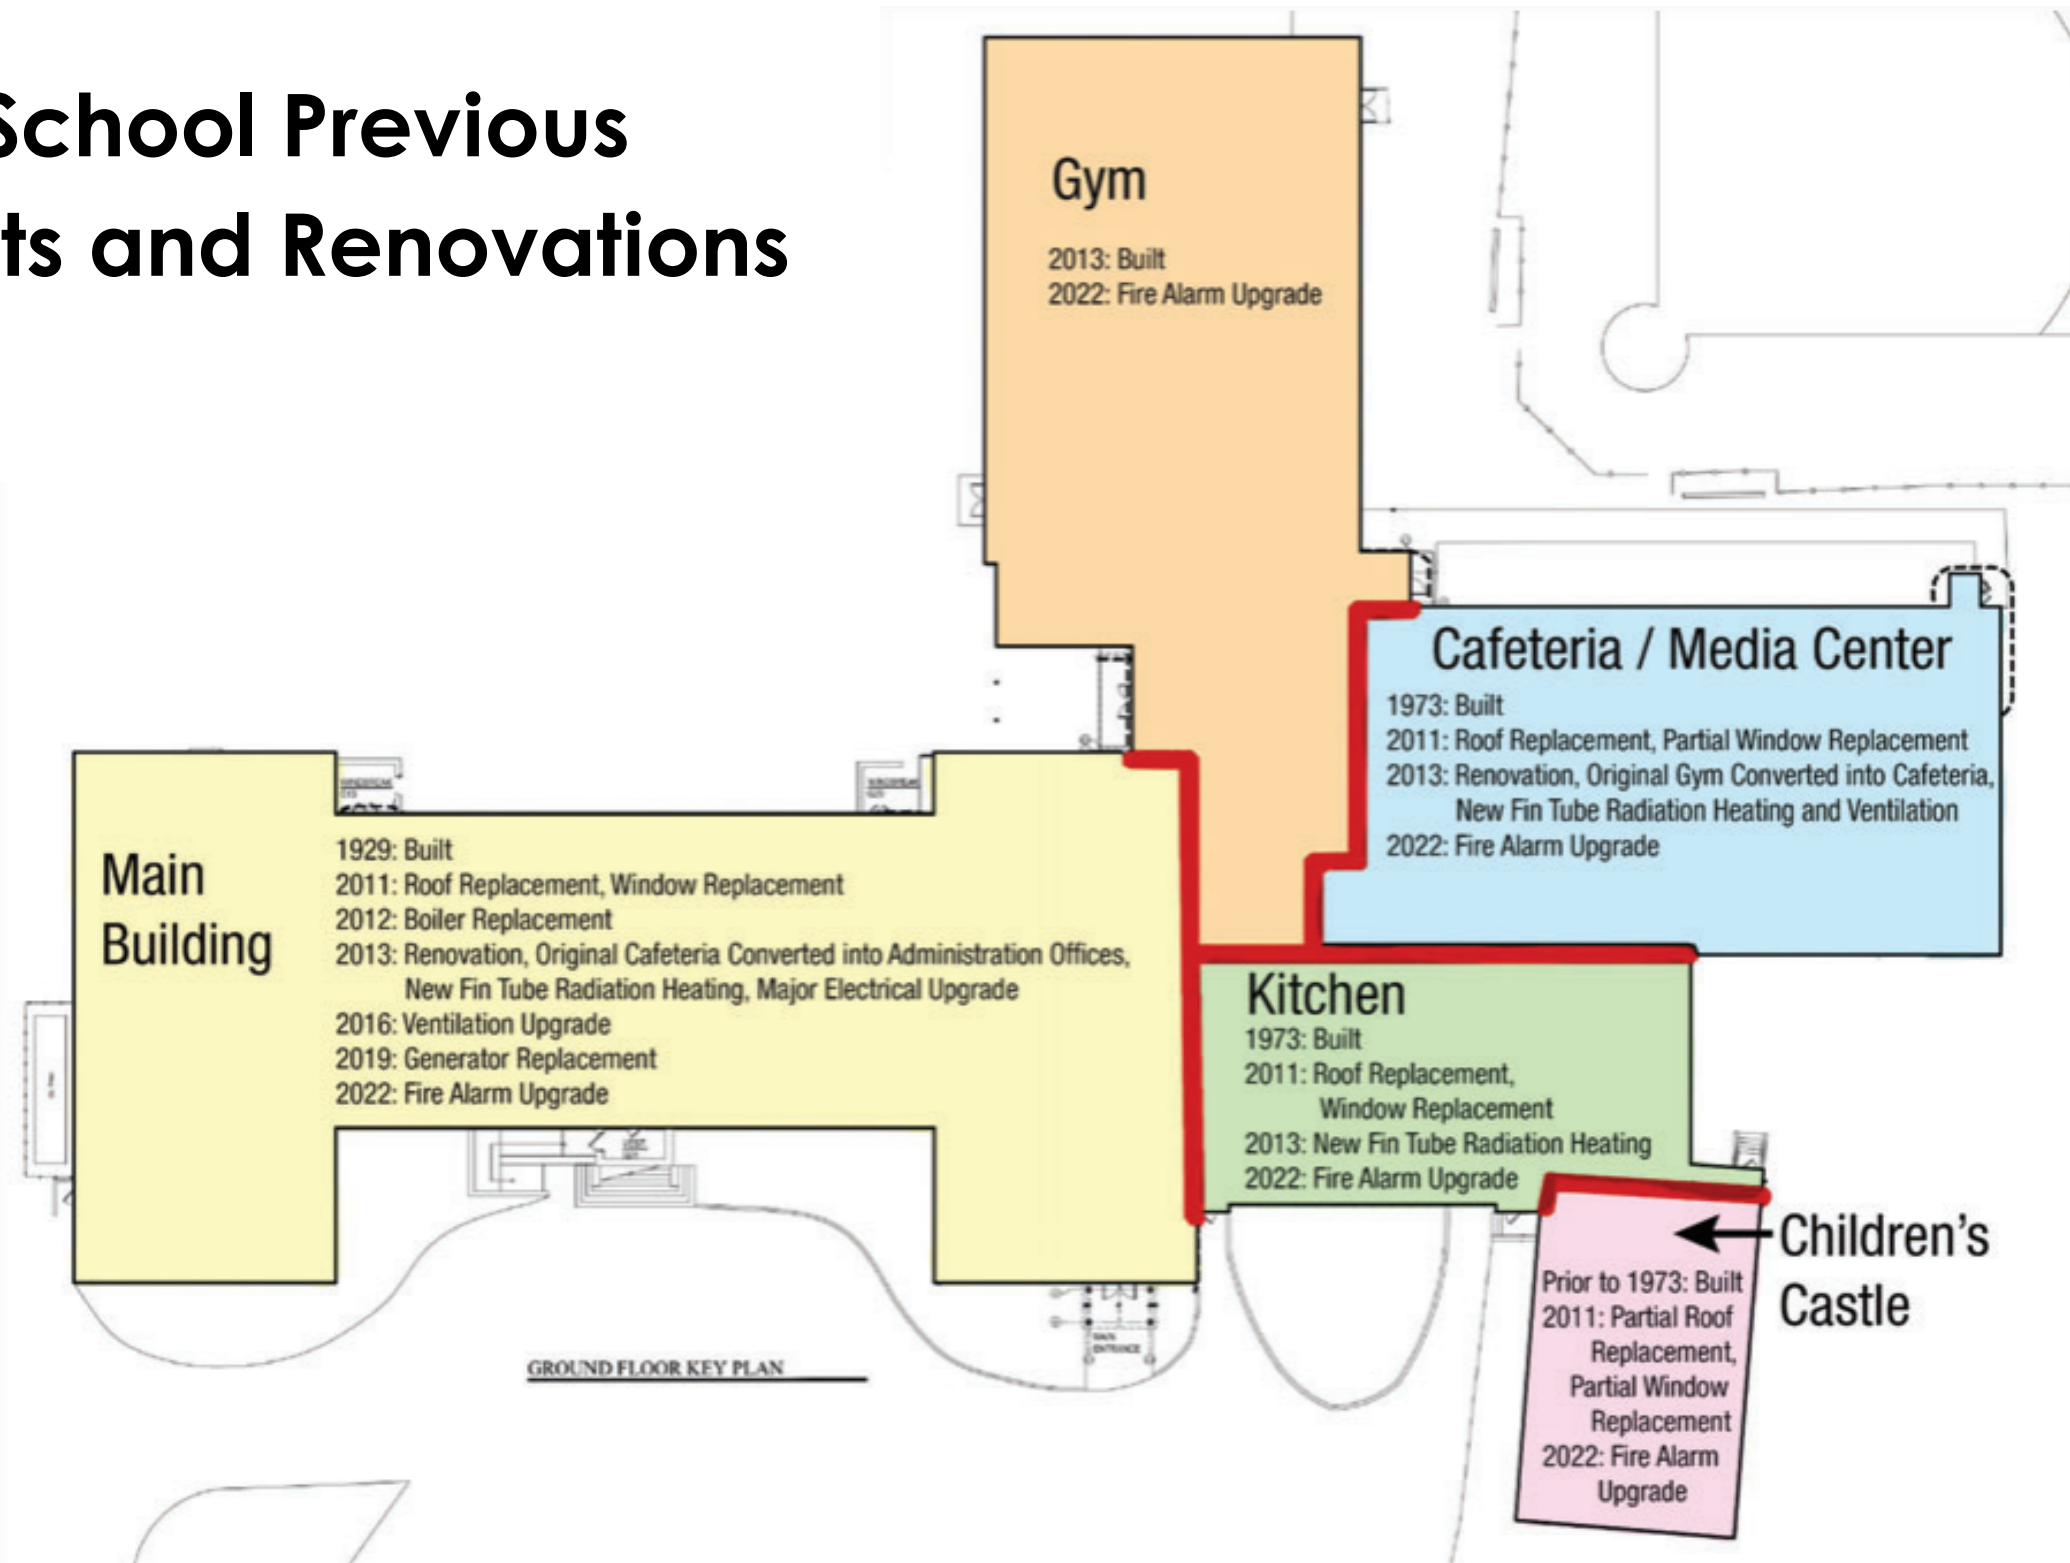 School Previous
ts and Renovations
Gym
2013: Built
2022: Fire Alarm Upgrade
Cafeteria / Media Center
1973: Built
2011: Roof Replacement, Partial Window Replacement
2013: Renovation, Original Gym Converted into Cafeteria,
New Fin Tube Radiation Heating and Ventilation
2022: Fire Alarm Upgrade
Main
Building
1929: Built
2011: Roof Replacement, Window Replacement
2012: Boiler Replacement
2013: Renovation, Original Cafeteria Converted into Administration Offices,
New Fin Tube Radiation Heating, Major Electrical Upgrade
2016: Ventilation Upgrade
2019: Generator Replacement
2022: Fire Alarm Upgrade
Kitchen
1973: Built
2011: Roof Replacement,
Window Replacement
2013: New Fin Tube Radiation Heating
2022: Fire Alarm Upgrade
Children's
Castle
Prior to 1973: Built
2011: Partial Roof
Replacement,
Partial Window
Replacement
2022: Fire Alarm
Upgrade
MAIN
ENTRANCE
GROUND FLOOR KEY PLAN